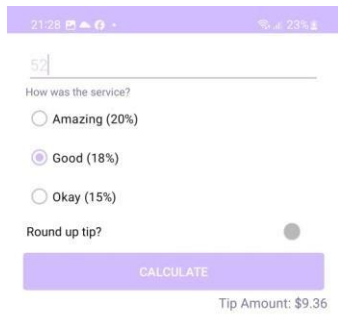 21:28
23%
52
How was the service?
Amazing (20%)
Good (18%)
Okay (15%)
Round up tip?
CALCULATE
Tip Amount: $9.36